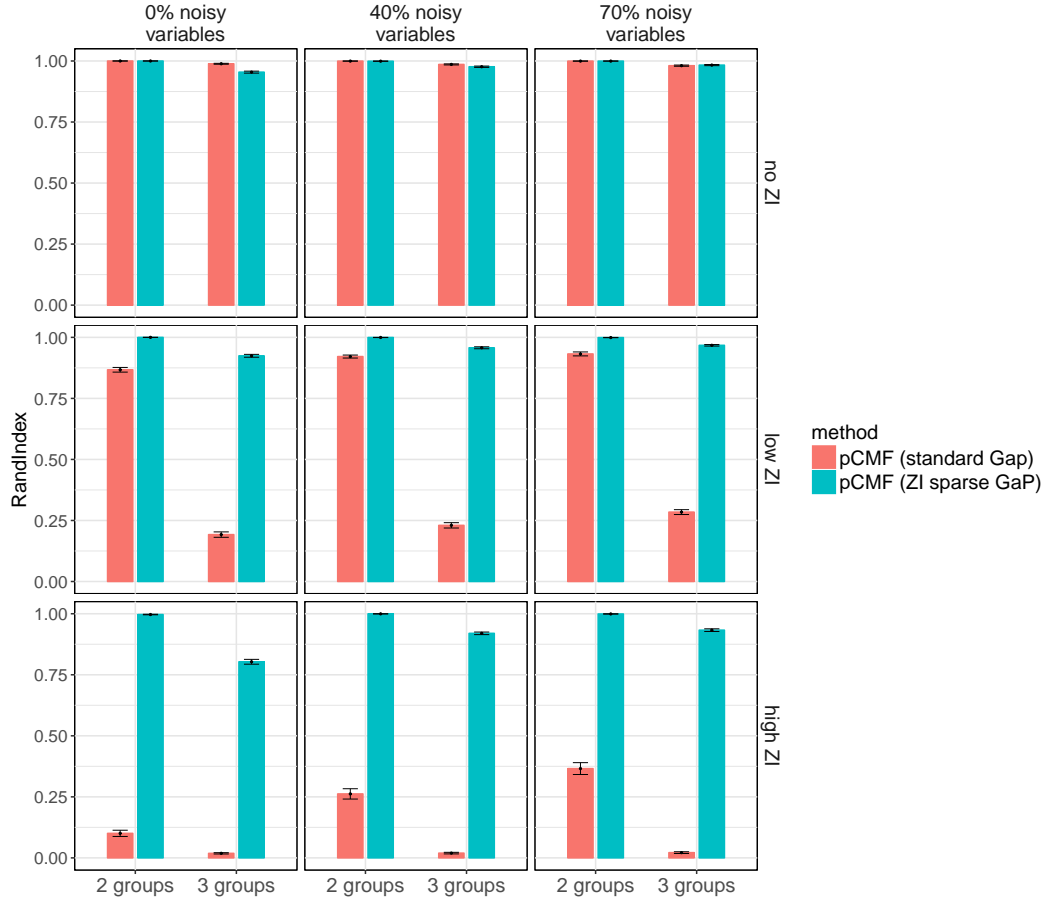 0% noisy
variables
40% noisy
variables
70% noisy
variables
1.00
0.75
0.50
0.25
0.00
no ZI
1.00
0.75
0.50
0.25
0.00
low ZI
1.00
0.75
0.50
0.25
0.00
high ZI
RandIndex
2 groups 3 groups
2 groups 3 groups
2 groups 3 groups
method
pCMF (standard Gap)
pCMF (ZI sparse GaP)